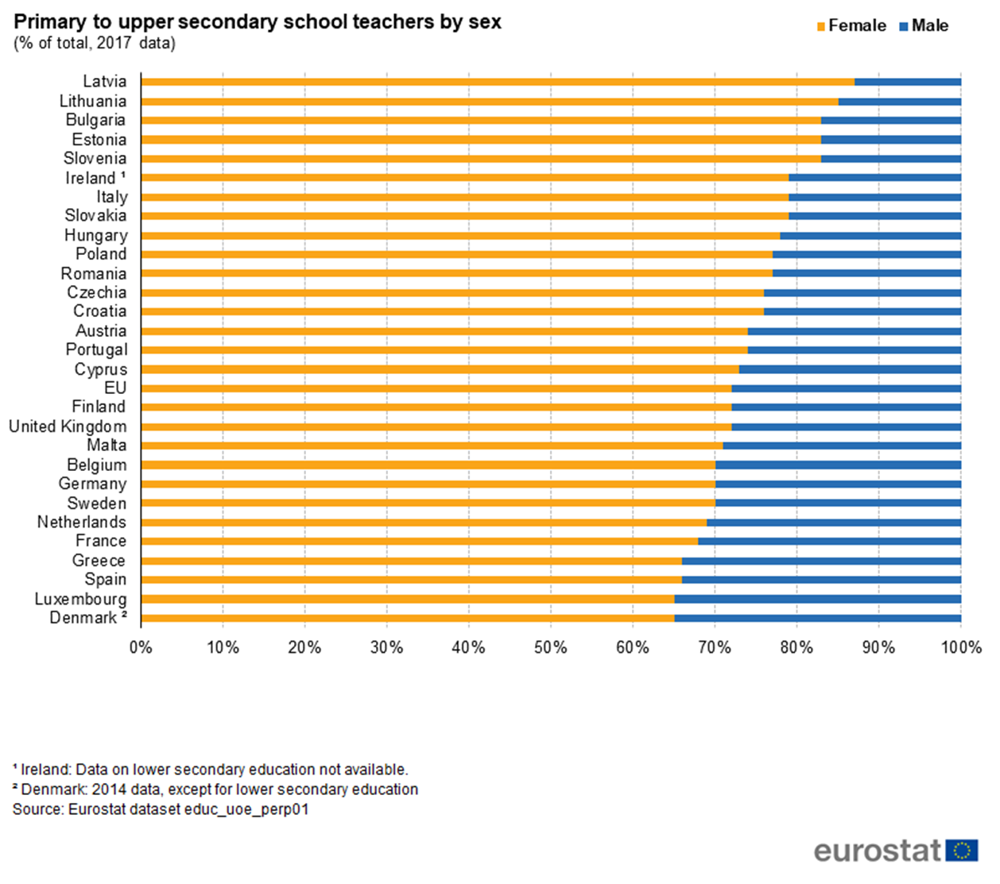 Primary to upper secondary school teachers by sex
(% of total, 2017 data)
Female Male
Latvia
Lithuania
Bulgaria
Estonia
Slovenia
Ireland ¹
Italy
Slovakia
Hungary
Poland
Romania
Czechia
Croatia
Austria
Portugal
Cyprus
EU
Finland
United Kingdom
Malta
Belgium
Germany
Sweden
Netherlands
France
Greece
Spain
Luxembourg
Denmark ²
0% 10% 20% 30% 40% 50% 60% 70% 80% 90% 100%
¹ Ireland: Data on lower secondary education not available.
² Denmark: 2014 data, except for lower secondary education
Source: Eurostat dataset educ_uoe_perp01
eurostat